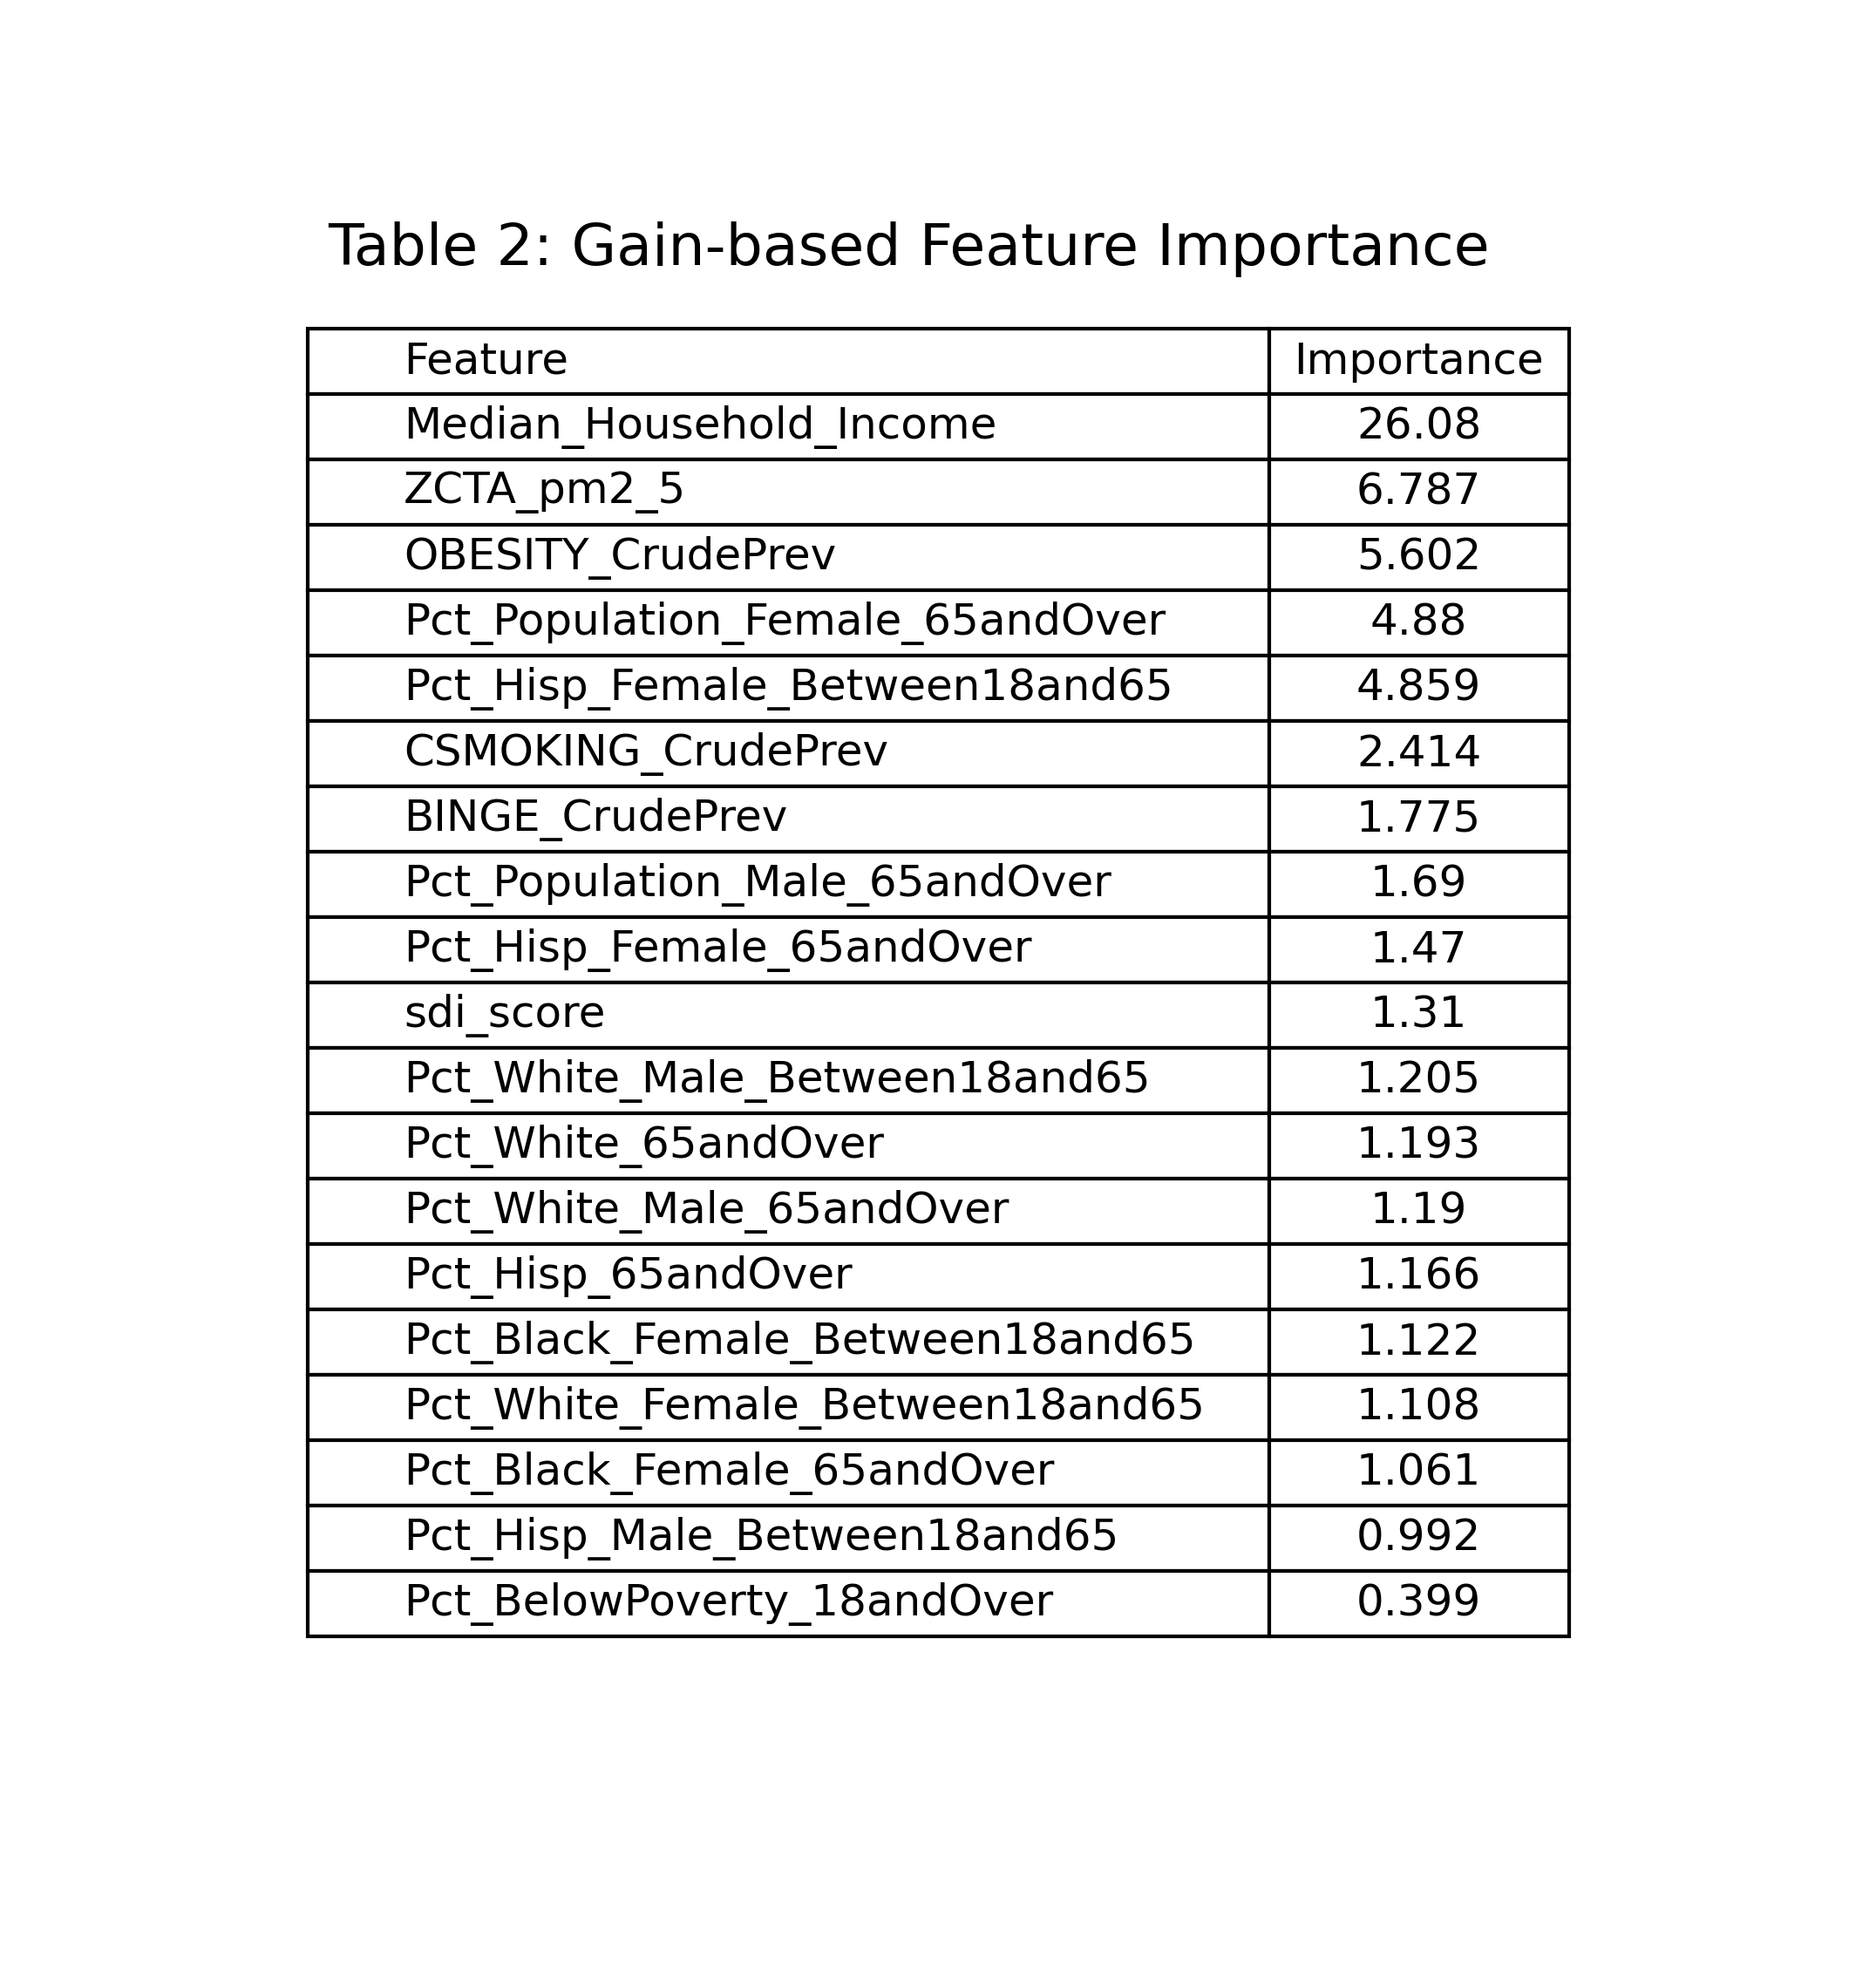 Table 2: Gain-based Feature Importance
Feature Importance
Median_Household_Income 26.08
ZCTA_pm2_5 6.787
OBESITY_CrudePrev 5.602
Pct_Population_Female_65andOver 4.88
Pct_Hisp_Female_Between18and65 4.859
CSMOKING_CrudePrev 2.414
BINGE_CrudePrev 1.775
Pct_Population_Male_65andOver 1.69
Pct_Hisp_Female_65andOver 1.47
sdi_score 1.31
Pct_White_Male_Between18and65 1.205
Pct_White_65andOver 1.193
Pct_White_Male_65andOver 1.19
Pct_Hisp_65andOver 1.166
Pct_Black_Female_Between18and65 1.122
Pct_White_Female_Between18and65 1.108
Pct_Black_Female_65andOver 1.061
Pct_Hisp_Male_Between18and65 0.992
Pct_BelowPoverty_18andOver 0.399